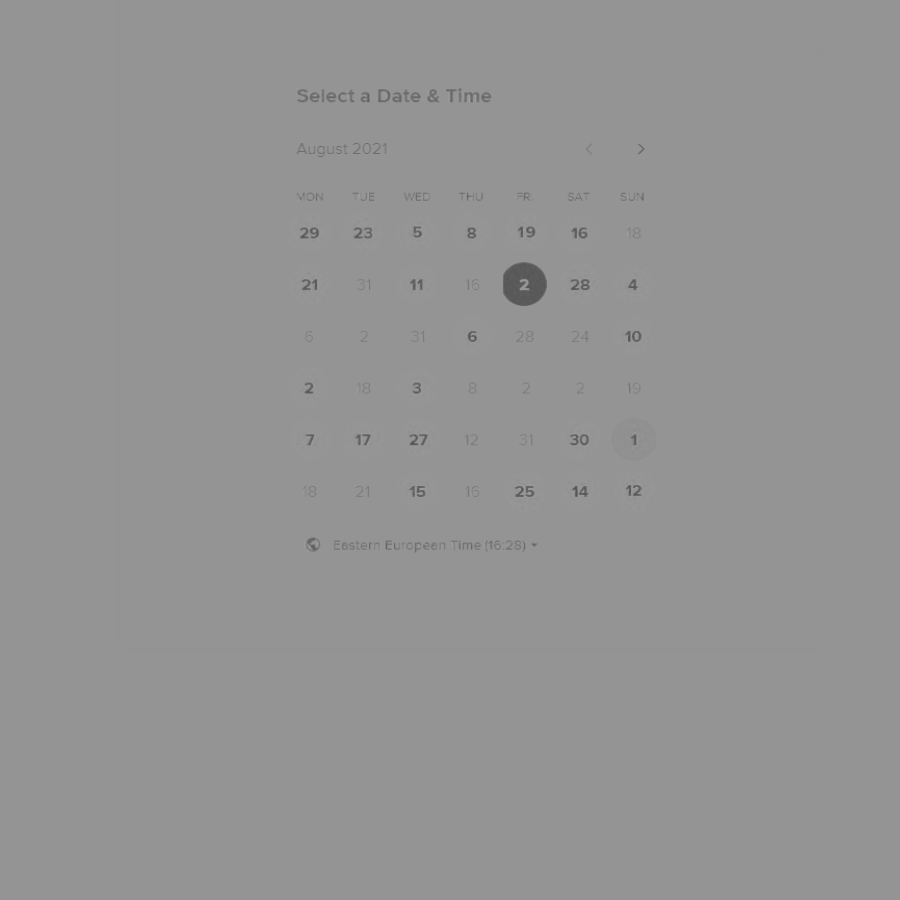 Select a Date & Time
August 2021
MON TUE WED THU FRI SAT SUN
29 23 5 8 19 16 18
21 31 11 16 2 28 4
6 2 31 6 28 24 10
2 18 3 8 2 2 19
7 17 27 12 31 30 1
18 21 15 16 25 14 12
Eastern European Time (16:28)